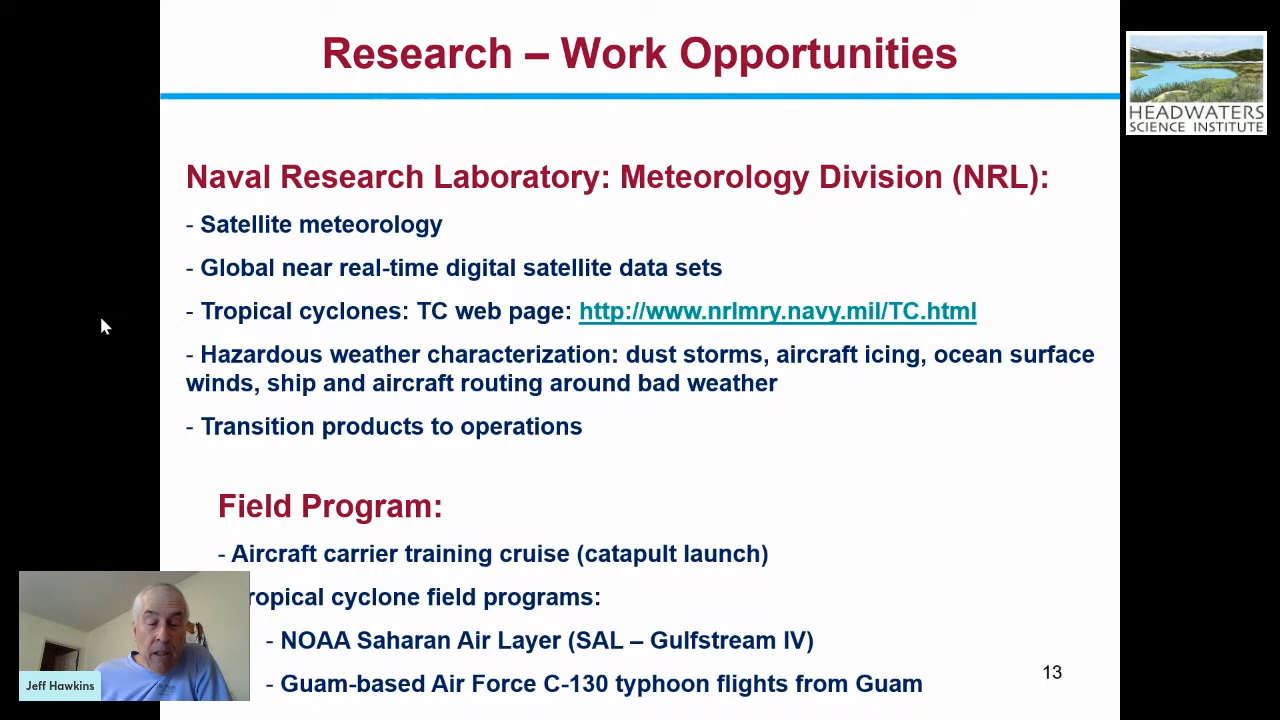 Research – Work Opportunities
HEADWATERS
SCIENCE INSTITUTE
Naval Research Laboratory: Meteorology Division (NRL):
- Satellite meteorology
- Global near real-time digital satellite data sets
- Tropical cyclones: TC web page: http://www.nrlmry.navy.mil/TC.html
- Hazardous weather characterization: dust storms, aircraft icing, ocean surface
winds, ship and aircraft routing around bad weather
- Transition products to operations
Field Program:
- Aircraft carrier training cruise (catapult launch)
ropical cyclone field programs:
- NOAA Saharan Air Layer (SAL – Gulfstream IV)
- Guam-based Air Force C-130 typhoon flights from Guam
13
Jeff Hawkins